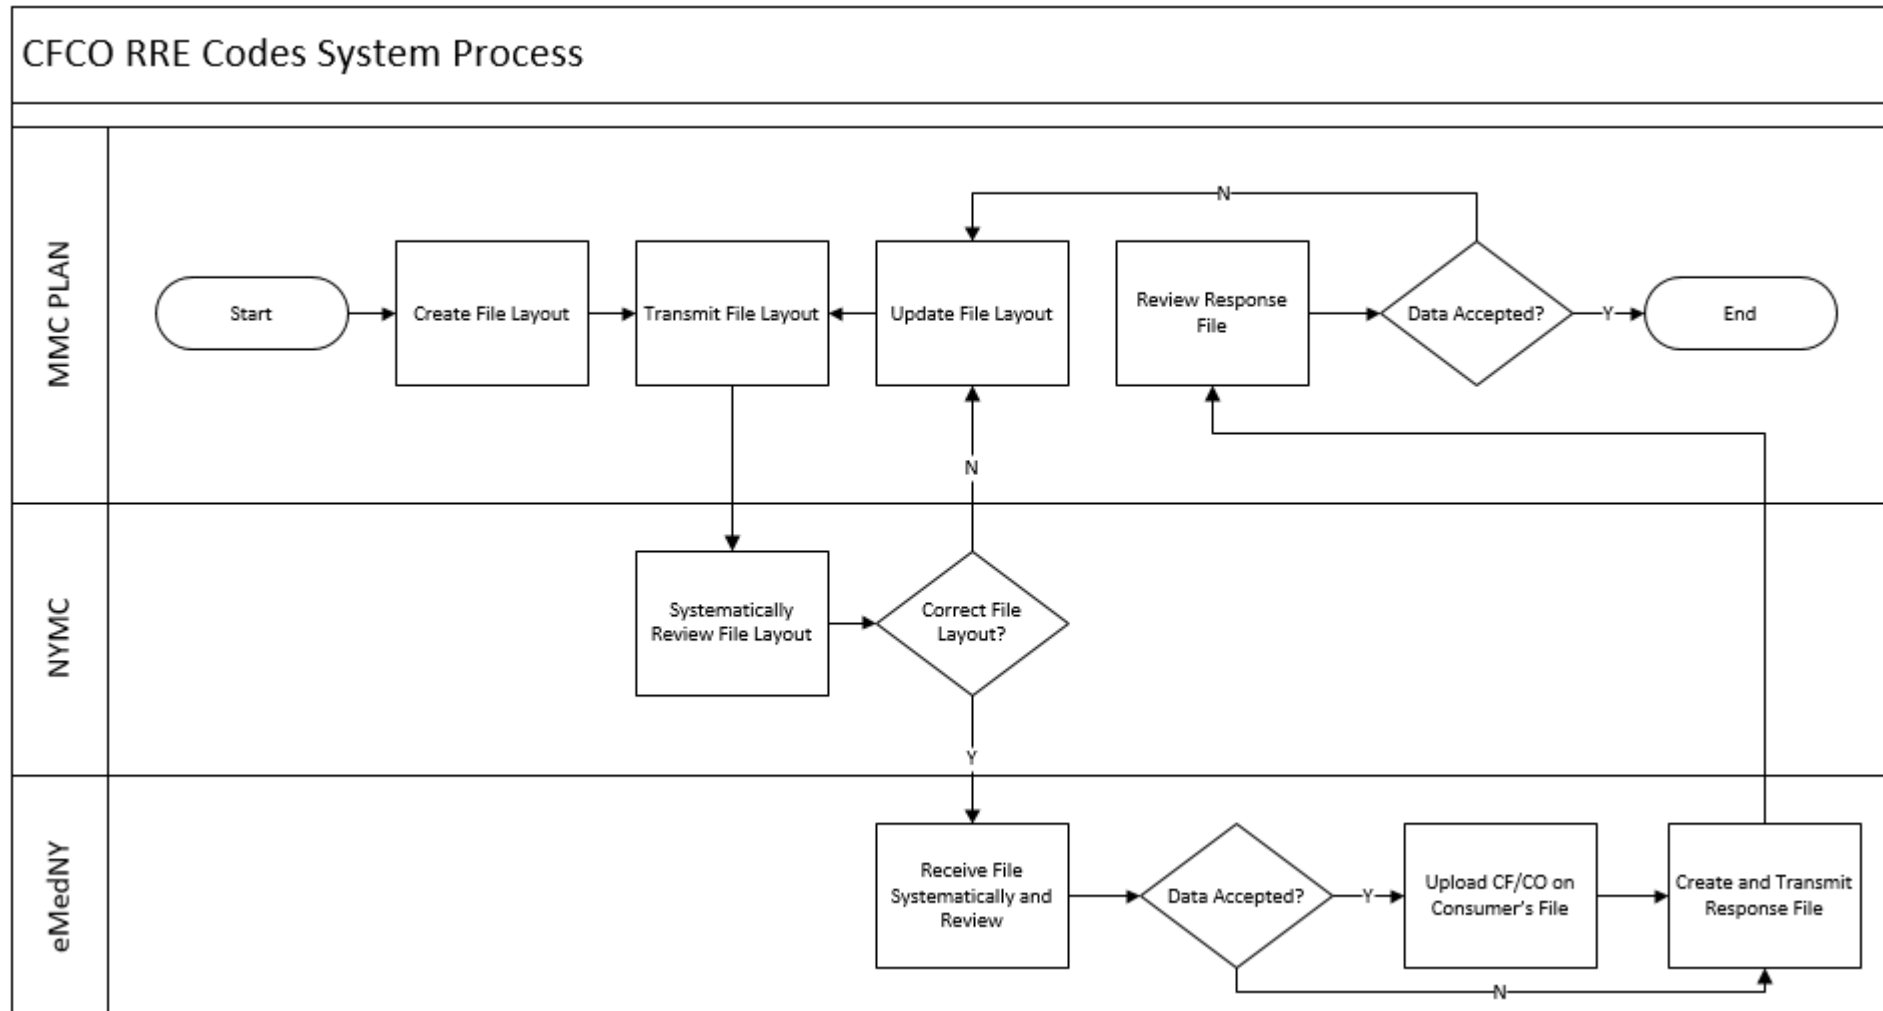 CFCO RRE Codes System Process
MMC PLAN
N
Start
Create File Layout
Transmit File Layout
Update File Layout
Review Response
File
Data Accepted?
Y
End
N
NYMC
Systematically
Review File Layout
Correct File
Layout?
Y
eMedNY
Receive File
Systematically and
Review
Data Accepted?
Y
Upload CF/CO on
Consumer's File
Create and Transmit
Response File
N